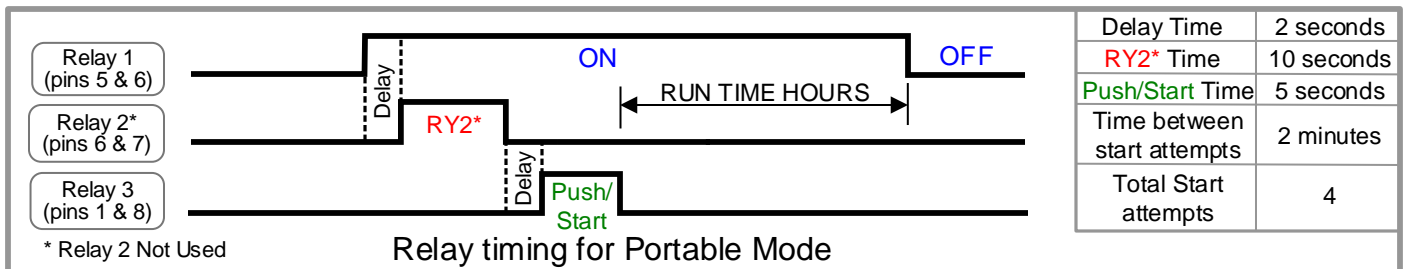 Relay 1
(pins 5 & 6)
Delay
ON
OFF
RUN TIME HOURS
Relay 2*
(pins 6 & 7)
RY2*
Delay
Relay 3
(pins 1 & 8)
Push/
Start
* Relay 2 Not Used
Relay timing for Portable Mode
Delay Time 2 seconds
RY2* Time 10 seconds
Push/Start Time 5 seconds
Time between
start attempts
2 minutes
Total Start
attempts
4